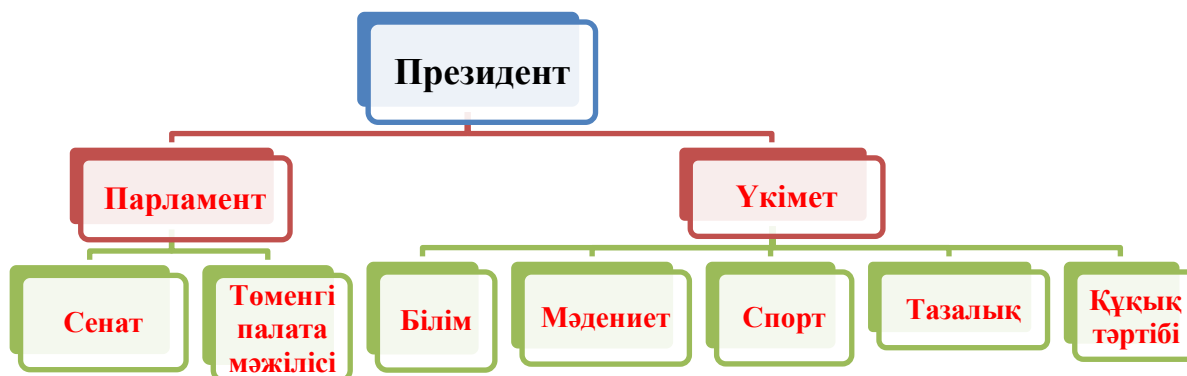 Президент
Парламент
Үкімет
Сенат
Төменгі
палата
мәжілісі
Білім
Мәдениет
Спорт
Тазалық
Құқық
тәртібі